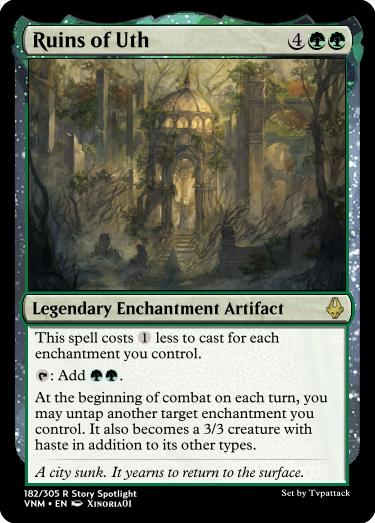 Ruins of Uth 4
Legendary Enchantment Artifact
This spell costs 1 less to cast for each
enchantment you control.
: Add .
At the beginning of combat on each turn, you
may untap another target enchantment you
control. It also becomes a 3/3 creature with
haste in addition to its other types.
A city sunk. It yearns to return to the surface.
182/305 R Story Spotlight
Set by Tvpattack
VNM • EN Xinoria01